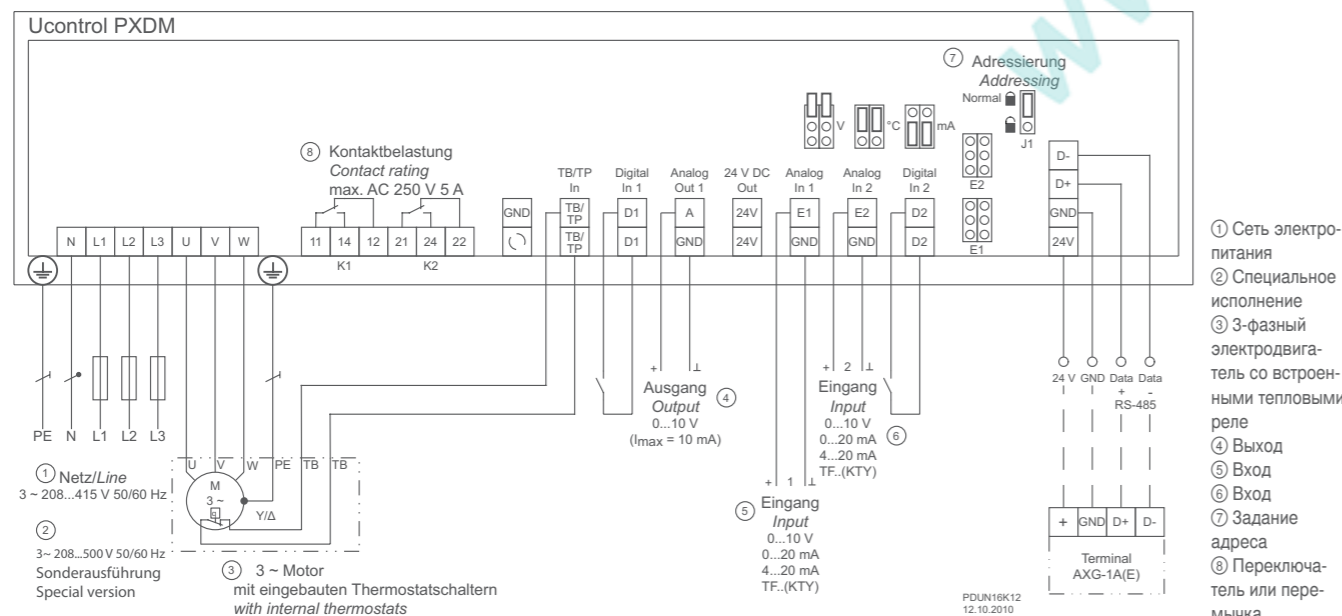 Ucontrol PXDM
⑦ Adressierung
Addressing
Normal
V
°C
mA
J1
E2
E1
⑧ Kontaktbelastung
Contact rating
max. AC 250 V 5 A
TB/TP In
Digital In 1
Analog Out 1
24 V DC Out
Analog In 1
Analog In 2
Digital In 2
N L1 L2 L3 U V W
11 14 12 21 24 22
K1 K2
GND
TB/TP
TB/TP
D1
D1
A
GND
24V
24V
E1
GND
E2
GND
D2
D2
D-
D+
GND
24V
PE N L1 L2 L3
① Netz/Line
3 ~ 208...415 V 50/60 Hz
②
3~ 208...500 V 50/60 Hz
Sonderausführung
Special version
U V W PE TB TB
M
3 ~
Y/Δ
③ 3 ~ Motor
mit eingebauten Thermostatschaltern
with internal thermostats
+ ⊥
Ausgang
Output ④
0...10 V
(Imax = 10 mA)
+ 1 ⊥
⑤ Eingang
Input
0...10 V
0...20 mA
4...20 mA
TF..(KTY)
+ 2 ⊥
Eingang
Input
0...10 V
0...20 mA ⑥
4...20 mA
TF..(KTY)
24 V GND Data + Data -
RS-485
+ GND D+ D-
Terminal
AXG-1A(E)
PDUN16K12
12.10.2010
① Сеть электро-
питания
② Специальное
исполнение
③ 3-фазный
электродвига-
тель со встроен-
ными тепловыми
реле
④ Выход
⑤ Вход
⑥ Вход
⑦ Задание
адреса
⑧ Переключа-
тель или пере-
мычка